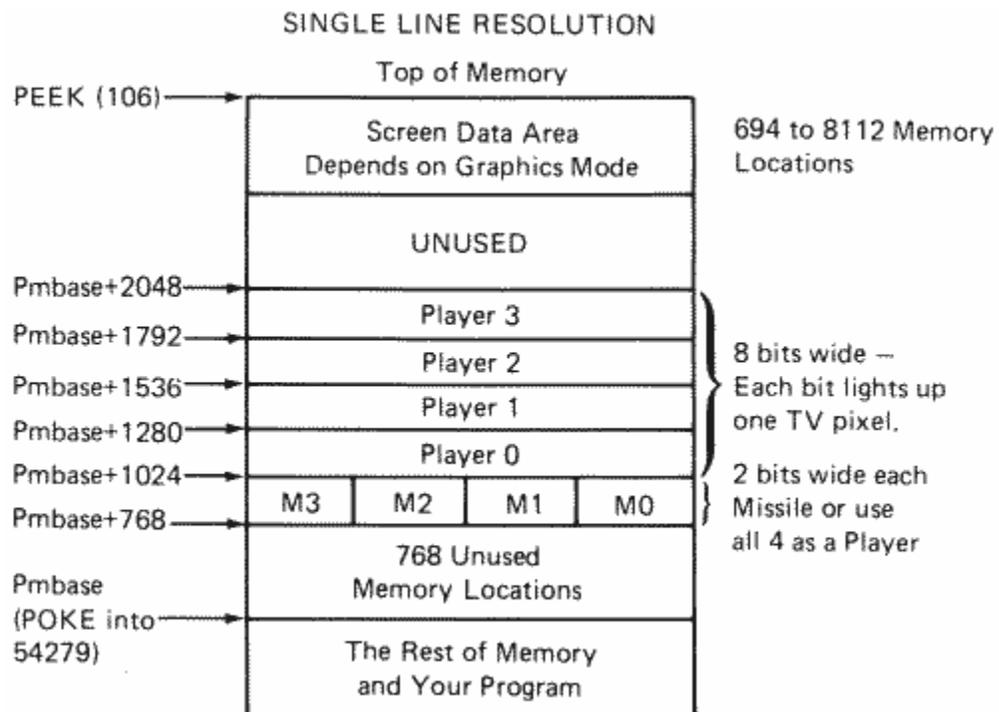 SINGLE LINE RESOLUTION
Top of Memory
PEEK (106)
Screen Data Area
Depends on Graphics Mode
694 to 8112 Memory
Locations
UNUSED
Pmbase+2048
Player 3
Pmbase+1792
Player 2
Pmbase+1536
Player 1
Pmbase+1280
Player 0
Pmbase+1024
8 bits wide —
Each bit lights up
one TV pixel.
M3 M2 M1 M0
Pmbase+768
2 bits wide each
Missile or use
all 4 as a Player
768 Unused
Memory Locations
Pmbase
(POKE into
54279)
The Rest of Memory
and Your Program